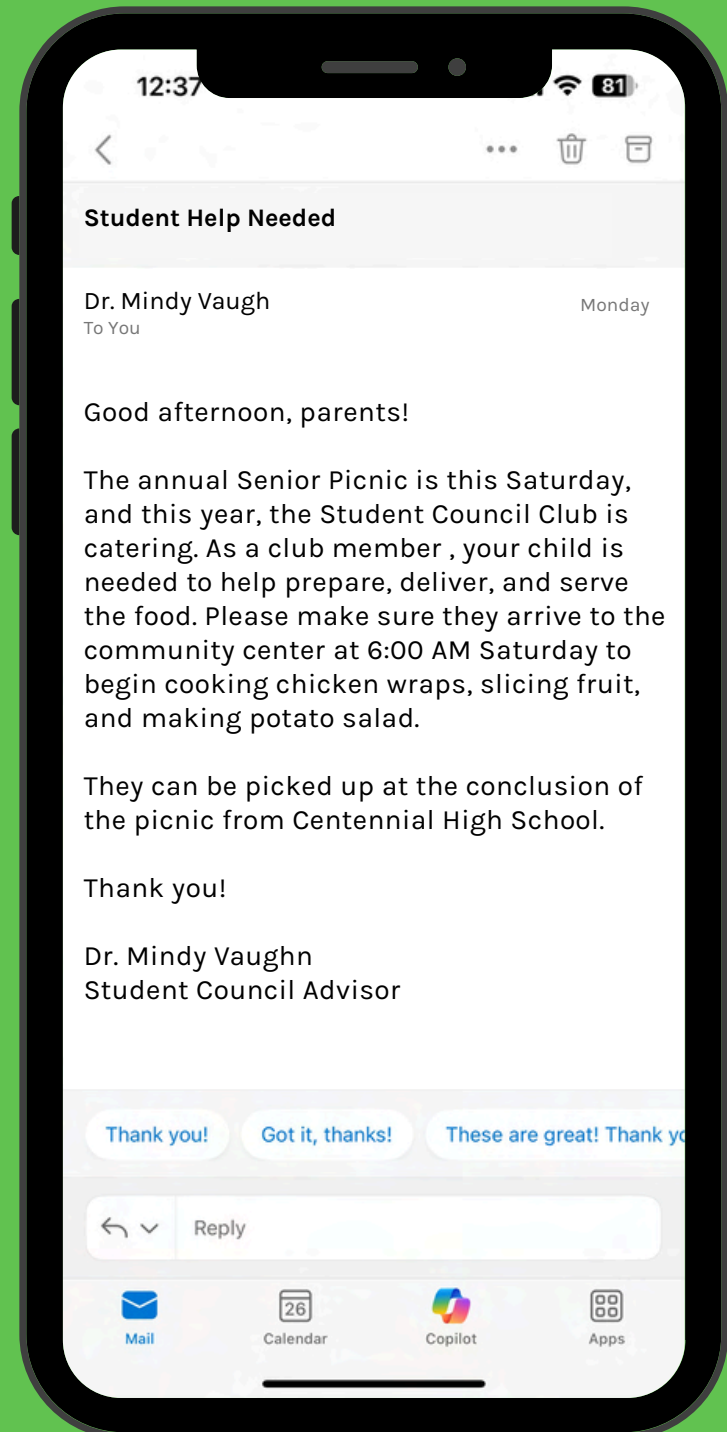 12:37
81
Student Help Needed
Dr. Mindy Vaugh
Monday
To You
Good afternoon, parents!
The annual Senior Picnic is this Saturday,
and this year, the Student Council Club is
catering. As a club member , your child is
needed to help prepare, deliver, and serve
the food. Please make sure they arrive to the
community center at 6:00 AM Saturday to
begin cooking chicken wraps, slicing fruit,
and making potato salad.
They can be picked up at the conclusion of
the picnic from Centennial High School.
Thank you!
Dr. Mindy Vaughn
Student Council Advisor
Thank you!
Got it, thanks!
These are great! Thank yo
Reply
26
Mail
Calendar
Copilot
Apps